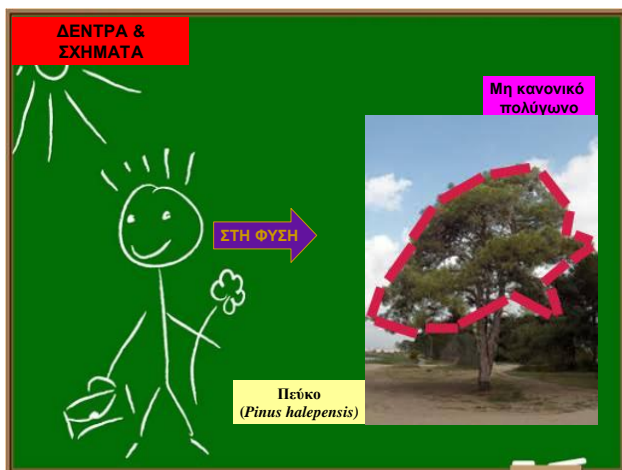 ΔΕΝΤΡΑ &
ΣΧΗΜΑΤΑ
Μη κανονικό
πολύγωνο
ΣΤΗ ΦΥΣΗ
Πεύκο
(Pinus halepensis)